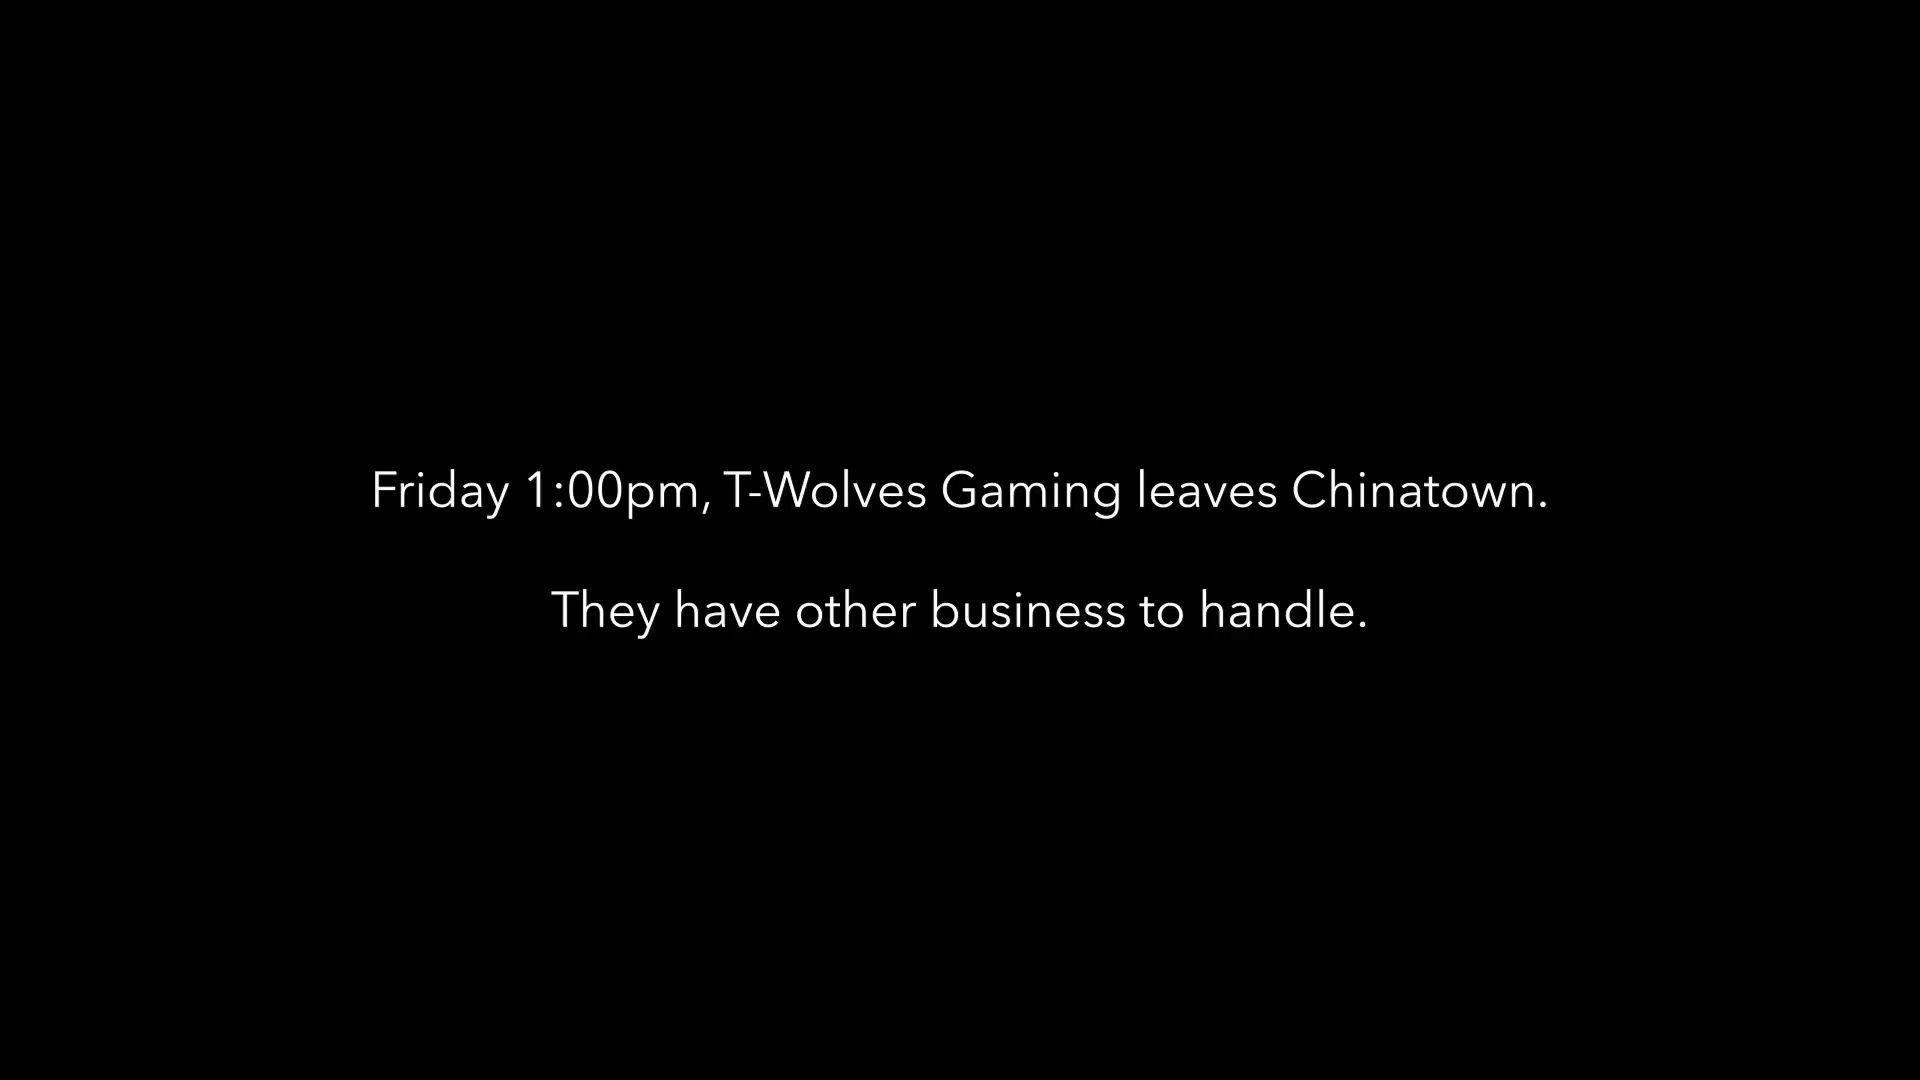 Friday 1:00pm, T-Wolves Gaming leaves Chinatown.
They have other business to handle.